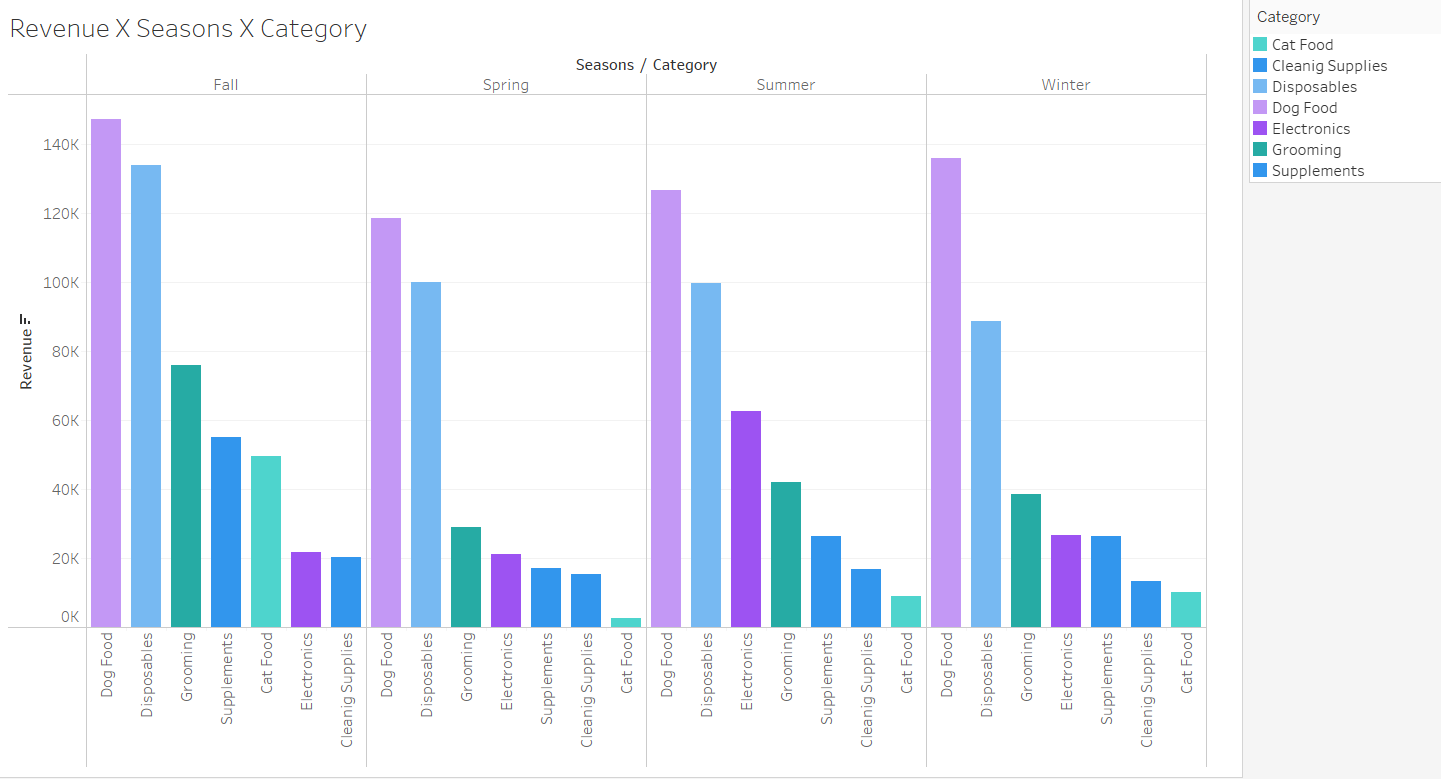 Revenue X Seasons X Category
Seasons / Category
Fall
Spring
Summer
Winter
Revenue
140K
120K
100K
80K
60K
40K
20K
0K
Dog Food
Disposables
Grooming
Supplements
Cat Food
Electronics
Cleanig Supplies
Dog Food
Disposables
Grooming
Electronics
Supplements
Cleanig Supplies
Cat Food
Dog Food
Disposables
Electronics
Grooming
Supplements
Cleanig Supplies
Cat Food
Dog Food
Disposables
Grooming
Electronics
Supplements
Cleanig Supplies
Cat Food
Category
Cat Food
Cleanig Supplies
Disposables
Dog Food
Electronics
Grooming
Supplements